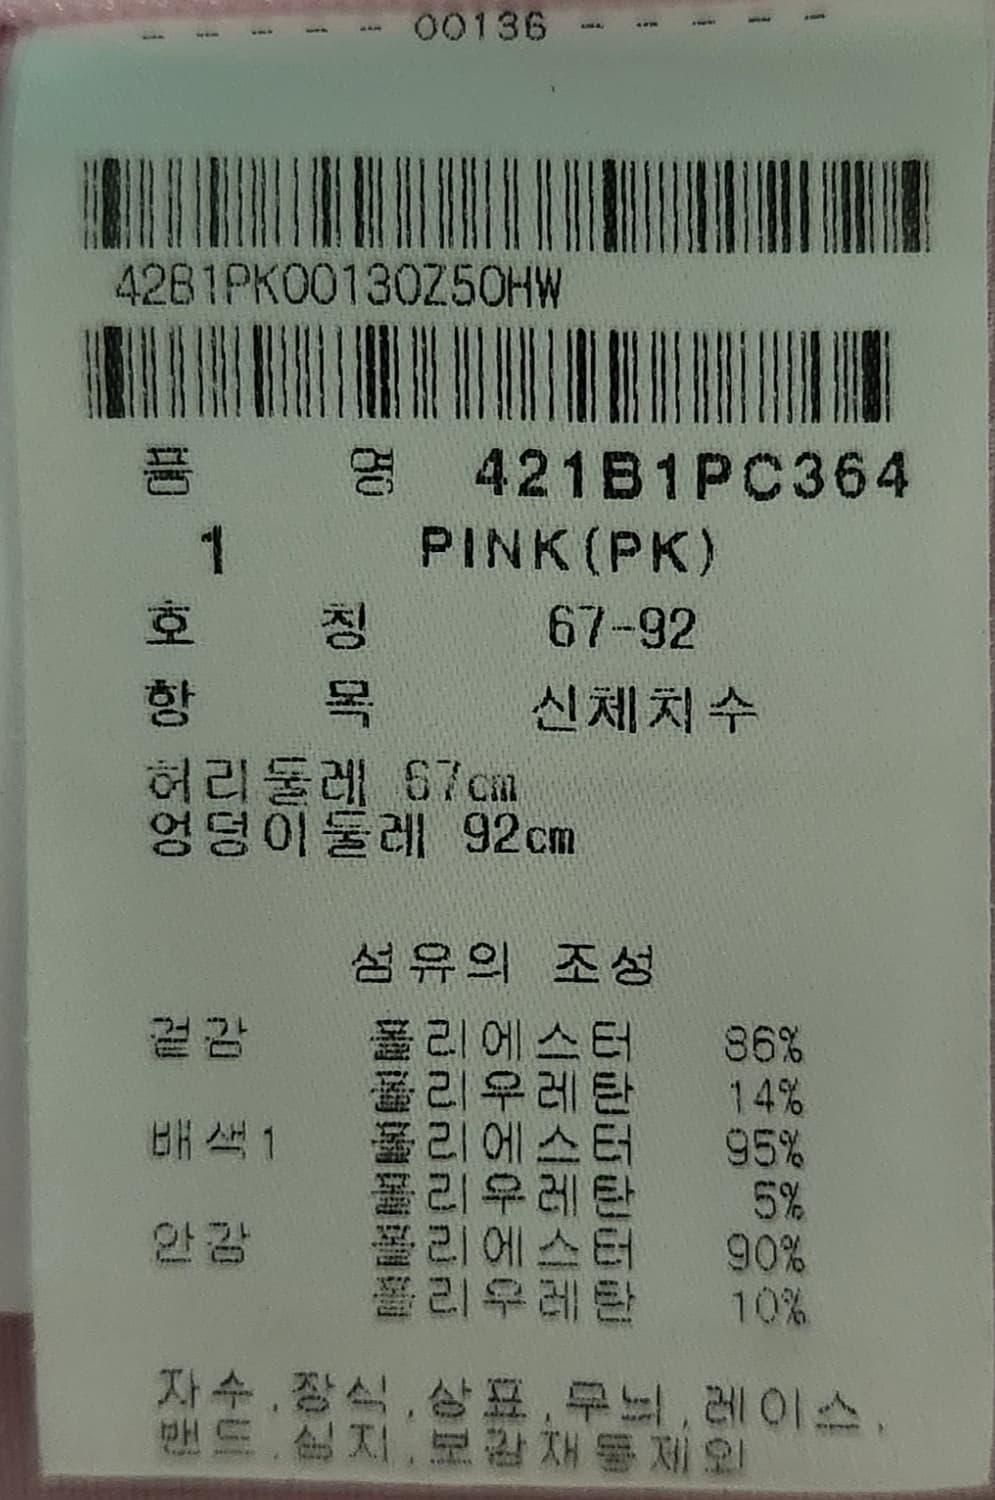 ----- 00136 -----
42B1PK00130Z50HW
품 명 421B1PC364
1 PINK(PK)
호 칭 67-92
항 목 신체치수
허리둘레 67cm
엉덩이둘레 92cm
섬유의 조성
겉감 폴리에스터 86%
폴리우레탄 14%
배색1 폴리에스터 95%
폴리우레탄 5%
안감 폴리에스터 90%
폴리우레탄 10%
자수,장식,상표,무늬,레이스,
밴드,심지,보강재등제외